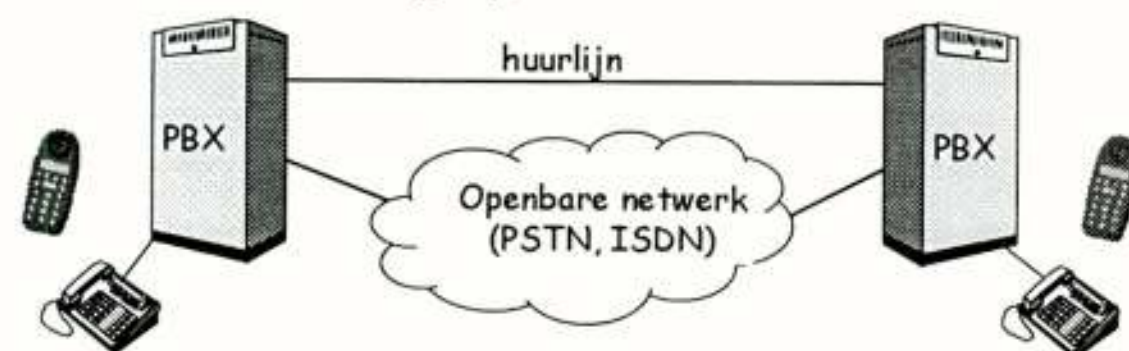 huurlijn
PBX
PBX
Openbare netwerk
(PSTN, ISDN)